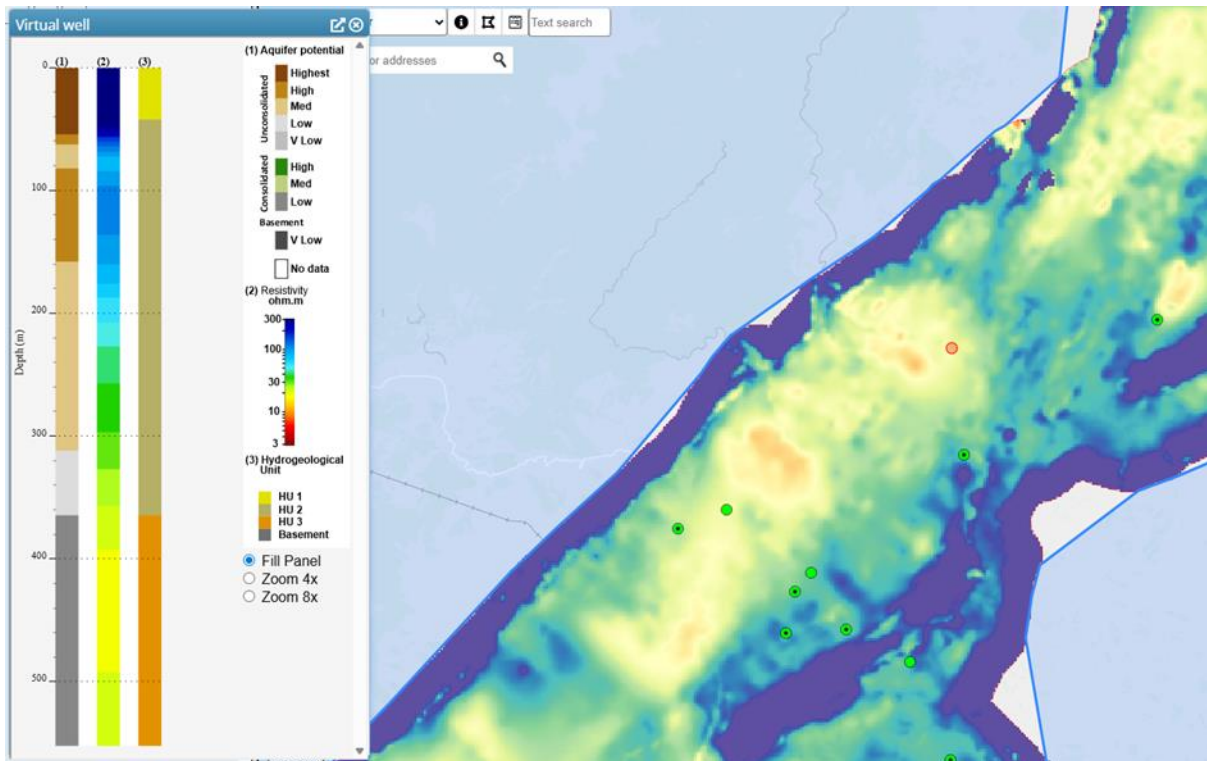 Virtual well
Text search
or addresses
(1)
(2)
(3)
0
100
200
300
400
500
Depth (m)
(1) Aquifer potential
Unconsolidated
Highest
High
Med
Low
V Low
Consolidated
High
Med
Low
Basement
V Low
No data
(2) Resistivity
ohm.m
300
100
30
10
3
(3) Hydrogeological
Unit
HU 1
HU 2
HU 3
Basement
Fill Panel
Zoom 4x
Zoom 8x